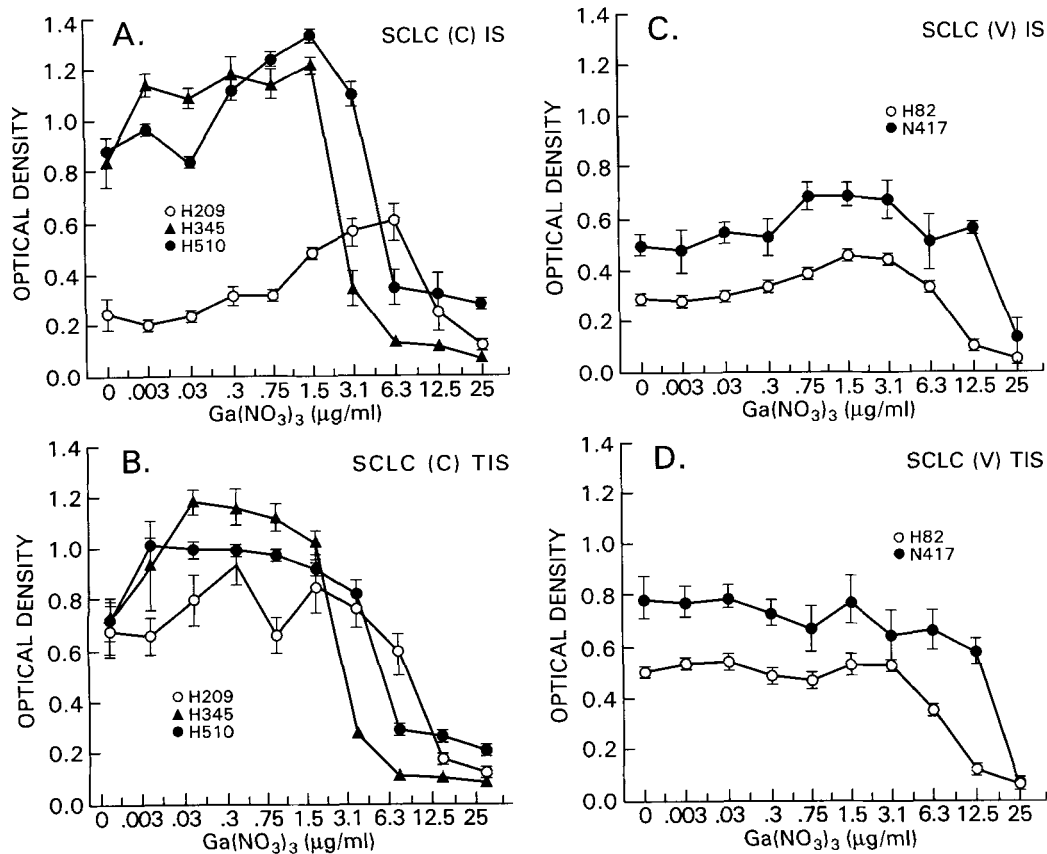 A.
SCLC (C) IS
1.4
1.2
1.0
0.8
0.6
0.4
0.2
0.0
OPTICAL DENSITY
H209
H345
H510
0 .003 .03 .3 .75 1.5 3.1 6.3 12.5 25
Ga(NO3)3 (μg/ml)
C.
SCLC (V) IS
1.4
1.2
1.0
0.8
0.6
0.4
0.2
0.0
OPTICAL DENSITY
H82
N417
0 .003 .03 .3 .75 1.5 3.1 6.3 12.5 25
Ga(NO3)3 (μg/ml)
B.
SCLC (C) TIS
1.4
1.2
1.0
0.8
0.6
0.4
0.2
0.0
OPTICAL DENSITY
H209
H345
H510
0 .003 .03 .3 .75 1.5 3.1 6.3 12.5 25
Ga(NO3)3 (μg/ml)
D.
SCLC (V) TIS
1.4
1.2
1.0
0.8
0.6
0.4
0.2
0.0
OPTICAL DENSITY
H82
N417
0 .003 .03 .3 .75 1.5 3.1 6.3 12.5 25
Ga(NO3)3 (μg/ml)